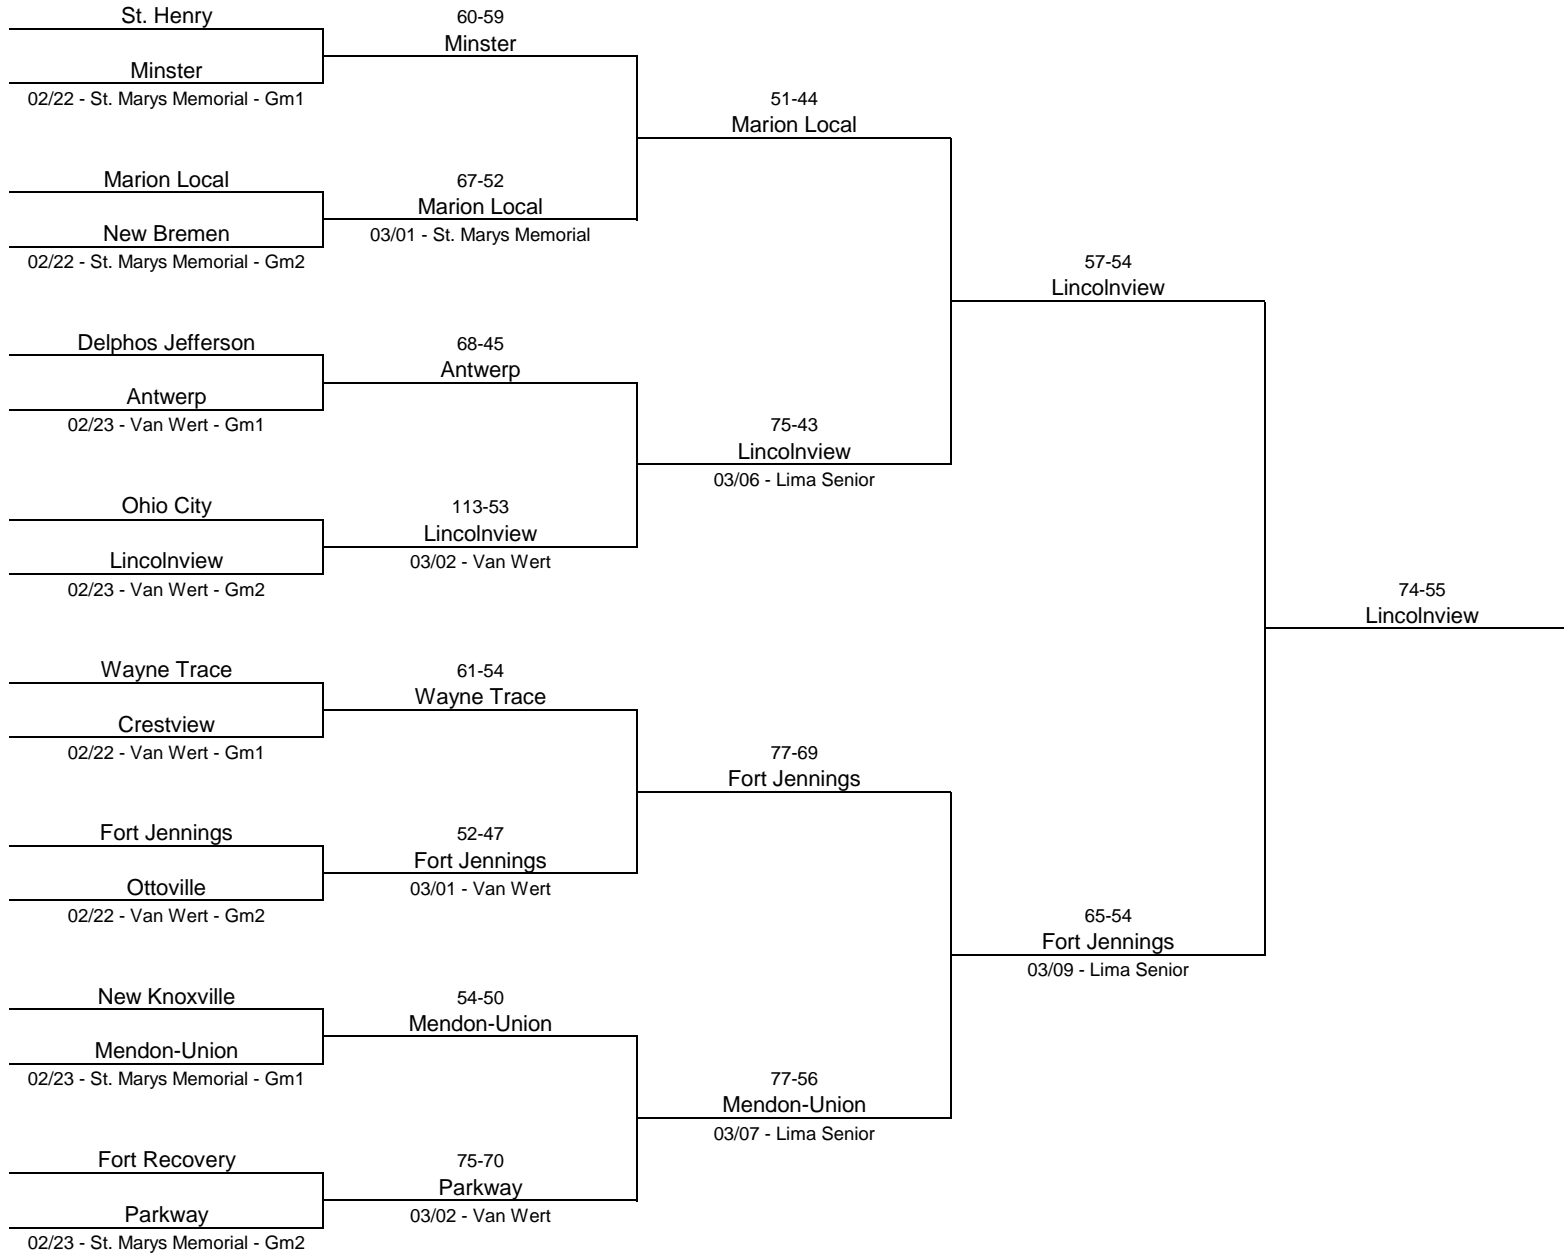 St. Henry
60-59
Minster
Minster
02/22 - St. Marys Memorial - Gm1
51-44
Marion Local
Marion Local
67-52
Marion Local
New Bremen
03/01 - St. Marys Memorial
02/22 - St. Marys Memorial - Gm2
57-54
Lincolnview
Delphos Jefferson
68-45
Antwerp
Antwerp
02/23 - Van Wert - Gm1
75-43
Lincolnview
03/06 - Lima Senior
Ohio City
113-53
Lincolnview
Lincolnview
03/02 - Van Wert
02/23 - Van Wert - Gm2
74-55
Lincolnview
Wayne Trace
61-54
Wayne Trace
Crestview
02/22 - Van Wert - Gm1
77-69
Fort Jennings
Fort Jennings
52-47
Fort Jennings
Ottoville
03/01 - Van Wert
02/22 - Van Wert - Gm2
65-54
Fort Jennings
03/09 - Lima Senior
New Knoxville
54-50
Mendon-Union
Mendon-Union
02/23 - St. Marys Memorial - Gm1
77-56
Mendon-Union
03/07 - Lima Senior
Fort Recovery
75-70
Parkway
Parkway
03/02 - Van Wert
02/23 - St. Marys Memorial - Gm2